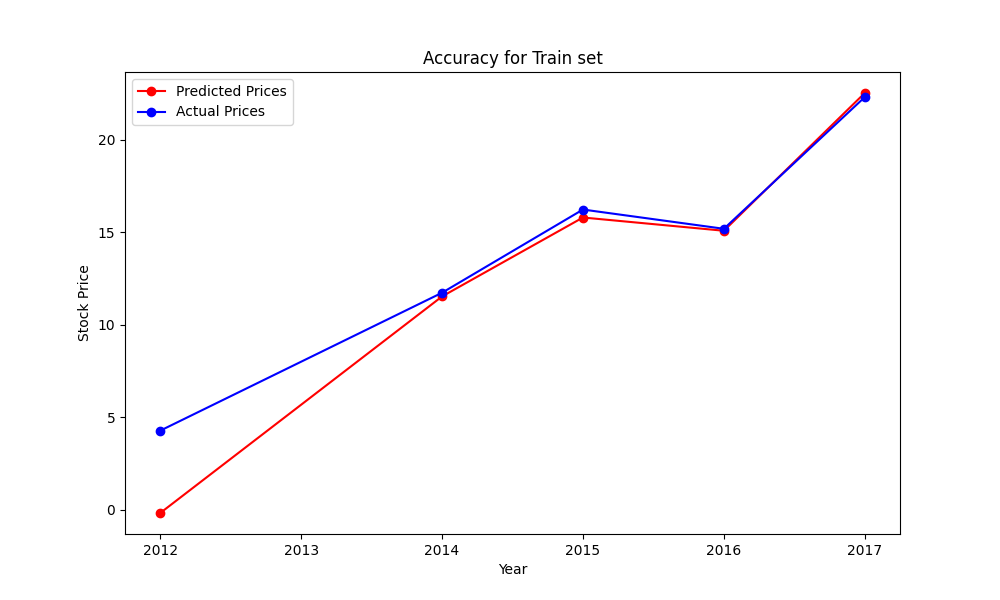 Accuracy for Train set
Predicted Prices
Actual Prices
20
15
10
5
0
Stock Price
2012 2013 2014 2015 2016 2017
Year